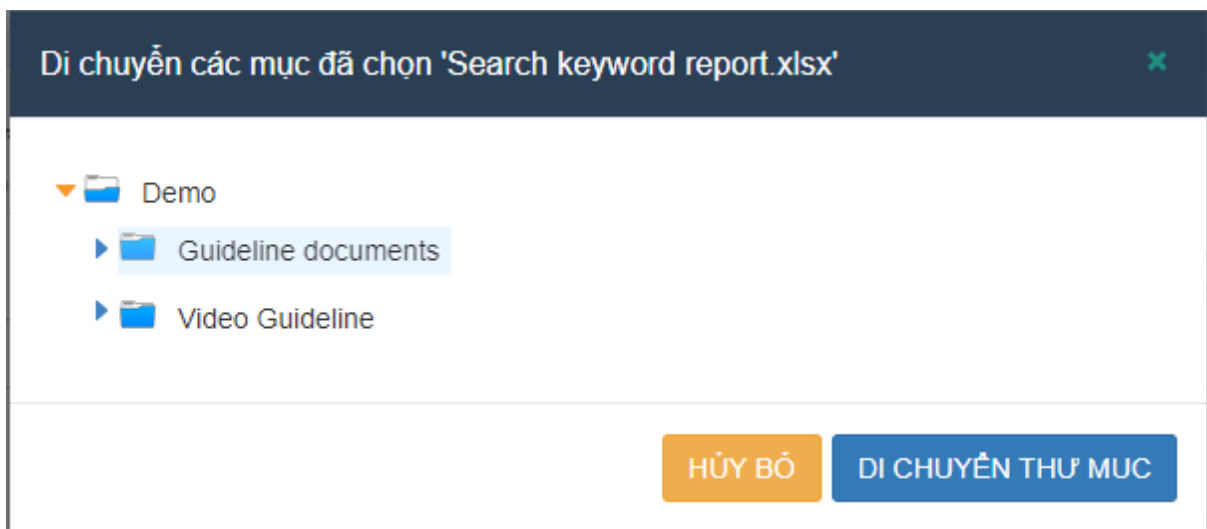 Di chuyển các mục đã chọn 'Search keyword report.xlsx'
Demo
Guideline documents
Video Guideline
HỦY BỎ
DI CHUYỂN THƯ MỤC